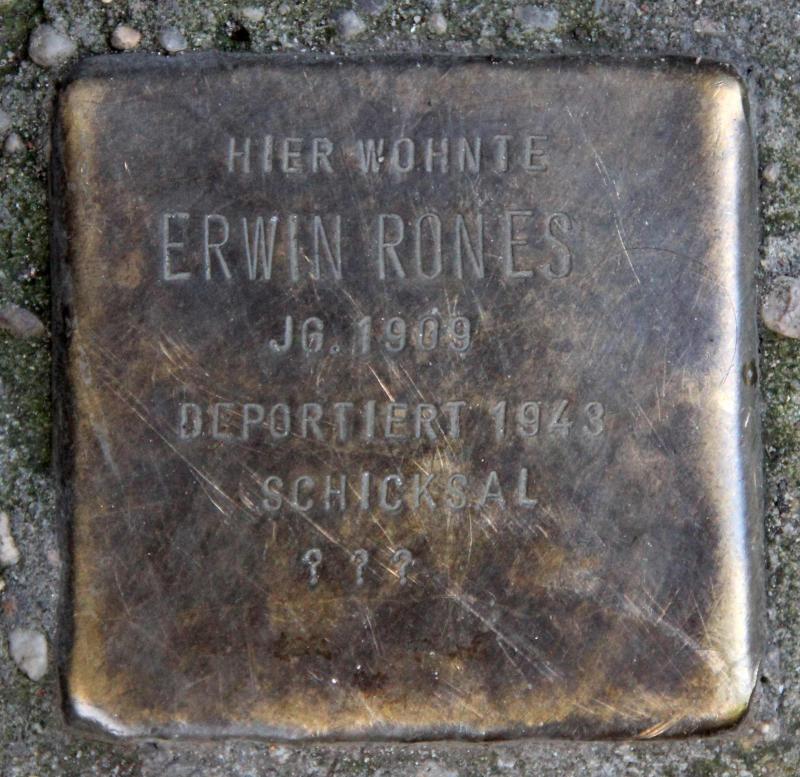 HIER WOHNTE
ERWIN RONES
JG. 1909
DEPORTIERT 1943
SCHICKSAL
? ? ?